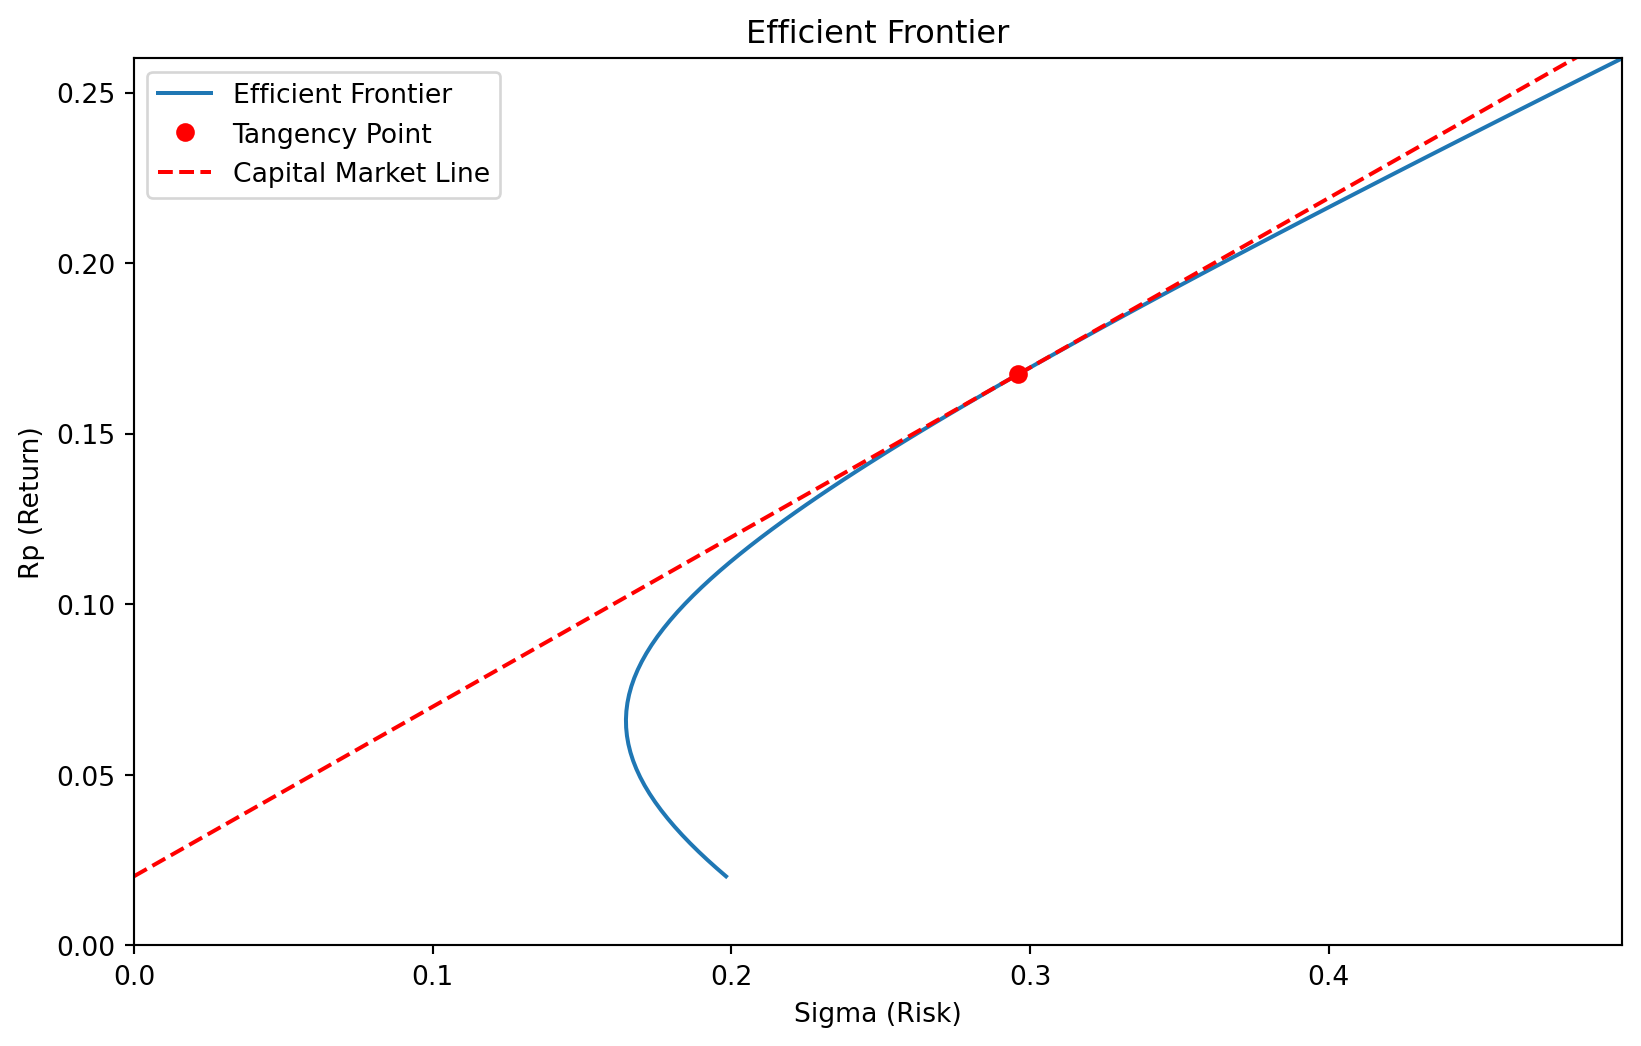 Efficient Frontier
Efficient Frontier
Tangency Point
Capital Market Line
0.25
0.20
0.15
0.10
0.05
0.00
Rp (Return)
0.0 0.1 0.2 0.3 0.4
Sigma (Risk)